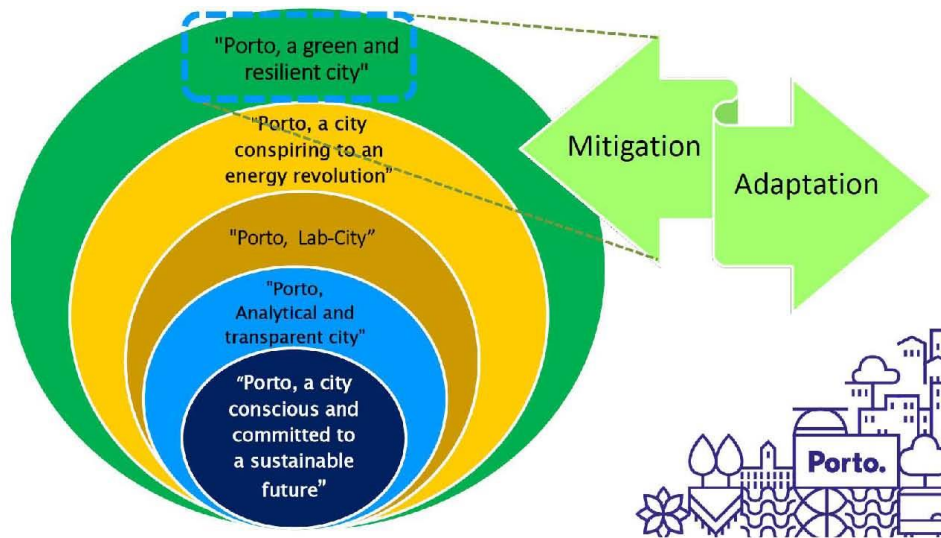 "Porto, a green and
resilient city"
"Porto, a city
conspiring to an
energy revolution”
"Porto, Lab-City”
"Porto,
Analytical and
transparent city"
“Porto, a city
conscious and
committed to
a sustainable
future”
Mitigation
Adaptation
Porto.